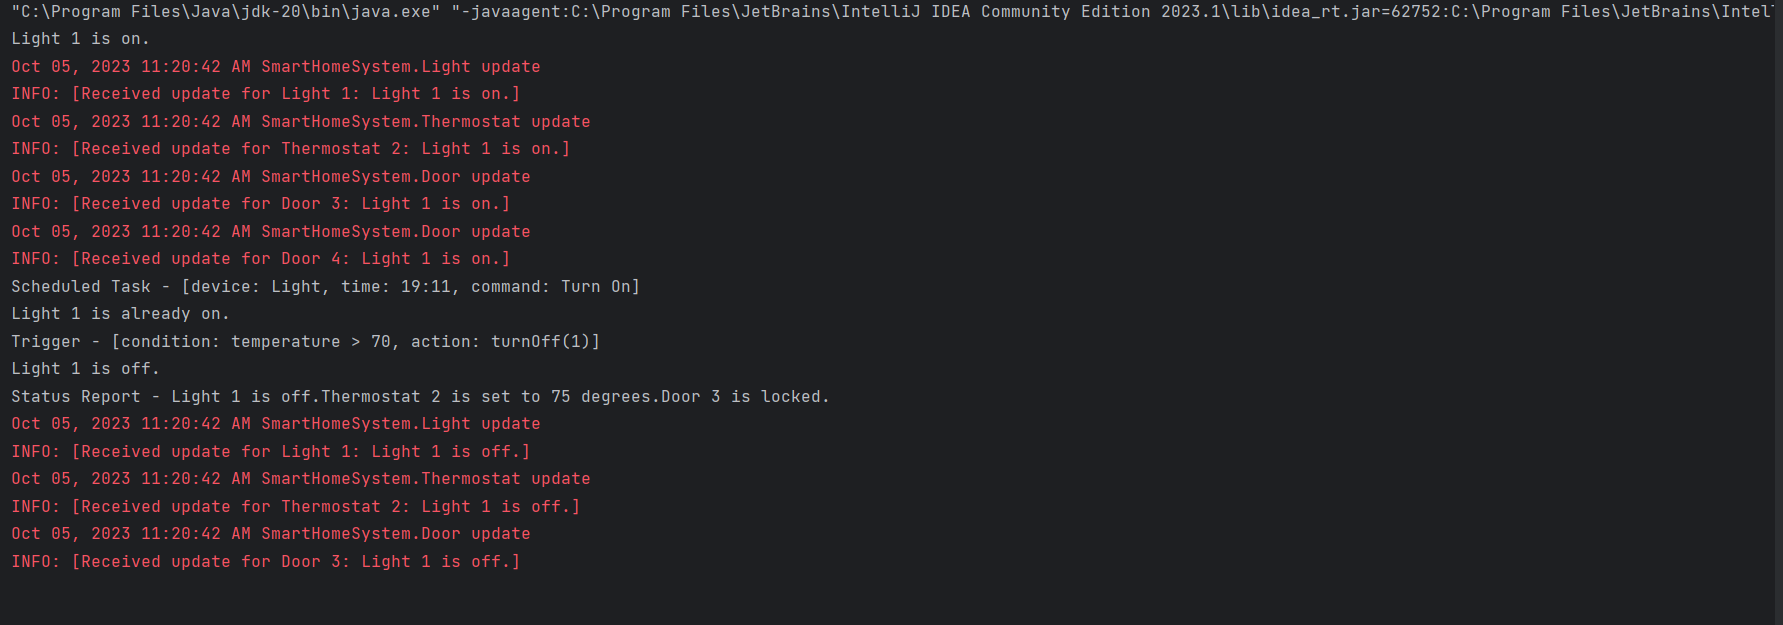 "C:\Program Files\Java\jdk-20\bin\java.exe" "-javaagent:C:\Program Files\JetBrains\IntelliJ IDEA Community Edition 2023.1\lib\idea_rt.jar=62752:C:\Program Files\JetBrains\Intell
Light 1 is on.
Oct 05, 2023 11:20:42 AM SmartHomeSystem.Light update
INFO: [Received update for Light 1: Light 1 is on.]
Oct 05, 2023 11:20:42 AM SmartHomeSystem.Thermostat update
INFO: [Received update for Thermostat 2: Light 1 is on.]
Oct 05, 2023 11:20:42 AM SmartHomeSystem.Door update
INFO: [Received update for Door 3: Light 1 is on.]
Oct 05, 2023 11:20:42 AM SmartHomeSystem.Door update
INFO: [Received update for Door 4: Light 1 is on.]
Scheduled Task - [device: Light, time: 19:11, command: Turn On]
Light 1 is already on.
Trigger - [condition: temperature > 70, action: turnOff(1)]
Light 1 is off.
Status Report - Light 1 is off.Thermostat 2 is set to 75 degrees.Door 3 is locked.
Oct 05, 2023 11:20:42 AM SmartHomeSystem.Light update
INFO: [Received update for Light 1: Light 1 is off.]
Oct 05, 2023 11:20:42 AM SmartHomeSystem.Thermostat update
INFO: [Received update for Thermostat 2: Light 1 is off.]
Oct 05, 2023 11:20:42 AM SmartHomeSystem.Door update
INFO: [Received update for Door 3: Light 1 is off.]